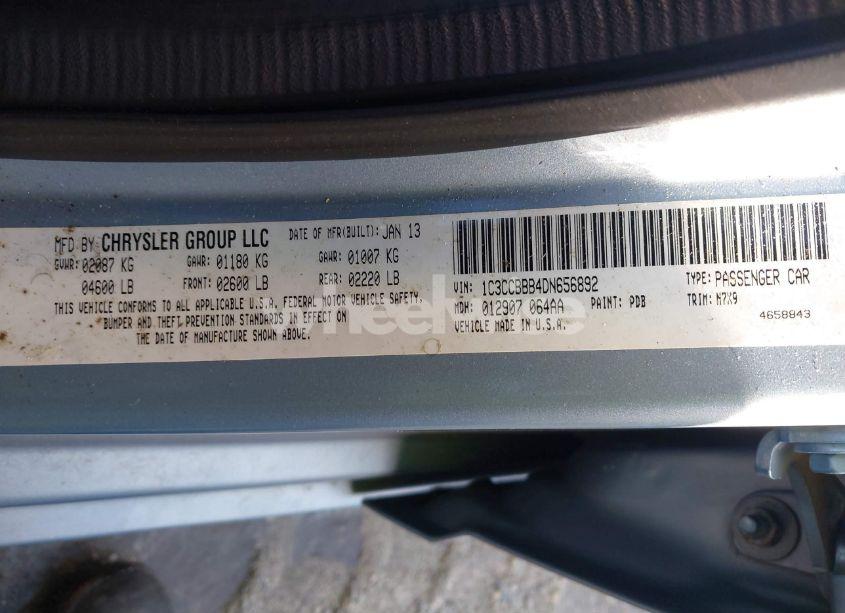 MFD BY CHRYSLER GROUP LLC DATE OF MFR(BUILT): JAN 13
GVWR: 02087 KG GAWR: 01180 KG GAWR: 01007 KG
04600 LB FRONT: 02600 LB REAR: 02220 LB
THIS VEHICLE CONFORMS TO ALL APPLICABLE U.S.A. FEDERAL MOTOR VEHICLE SAFETY,
BUMPER AND THEFT PREVENTION STANDARDS IN EFFECT ON
THE DATE OF MANUFACTURE SHOWN ABOVE.
VIN: 1C3CCBBB4DN656892 TYPE: PASSENGER CAR
MDH: 012907 064AA PAINT: PDB TRIM: M7X9
VEHICLE MADE IN U.S.A. 4658843